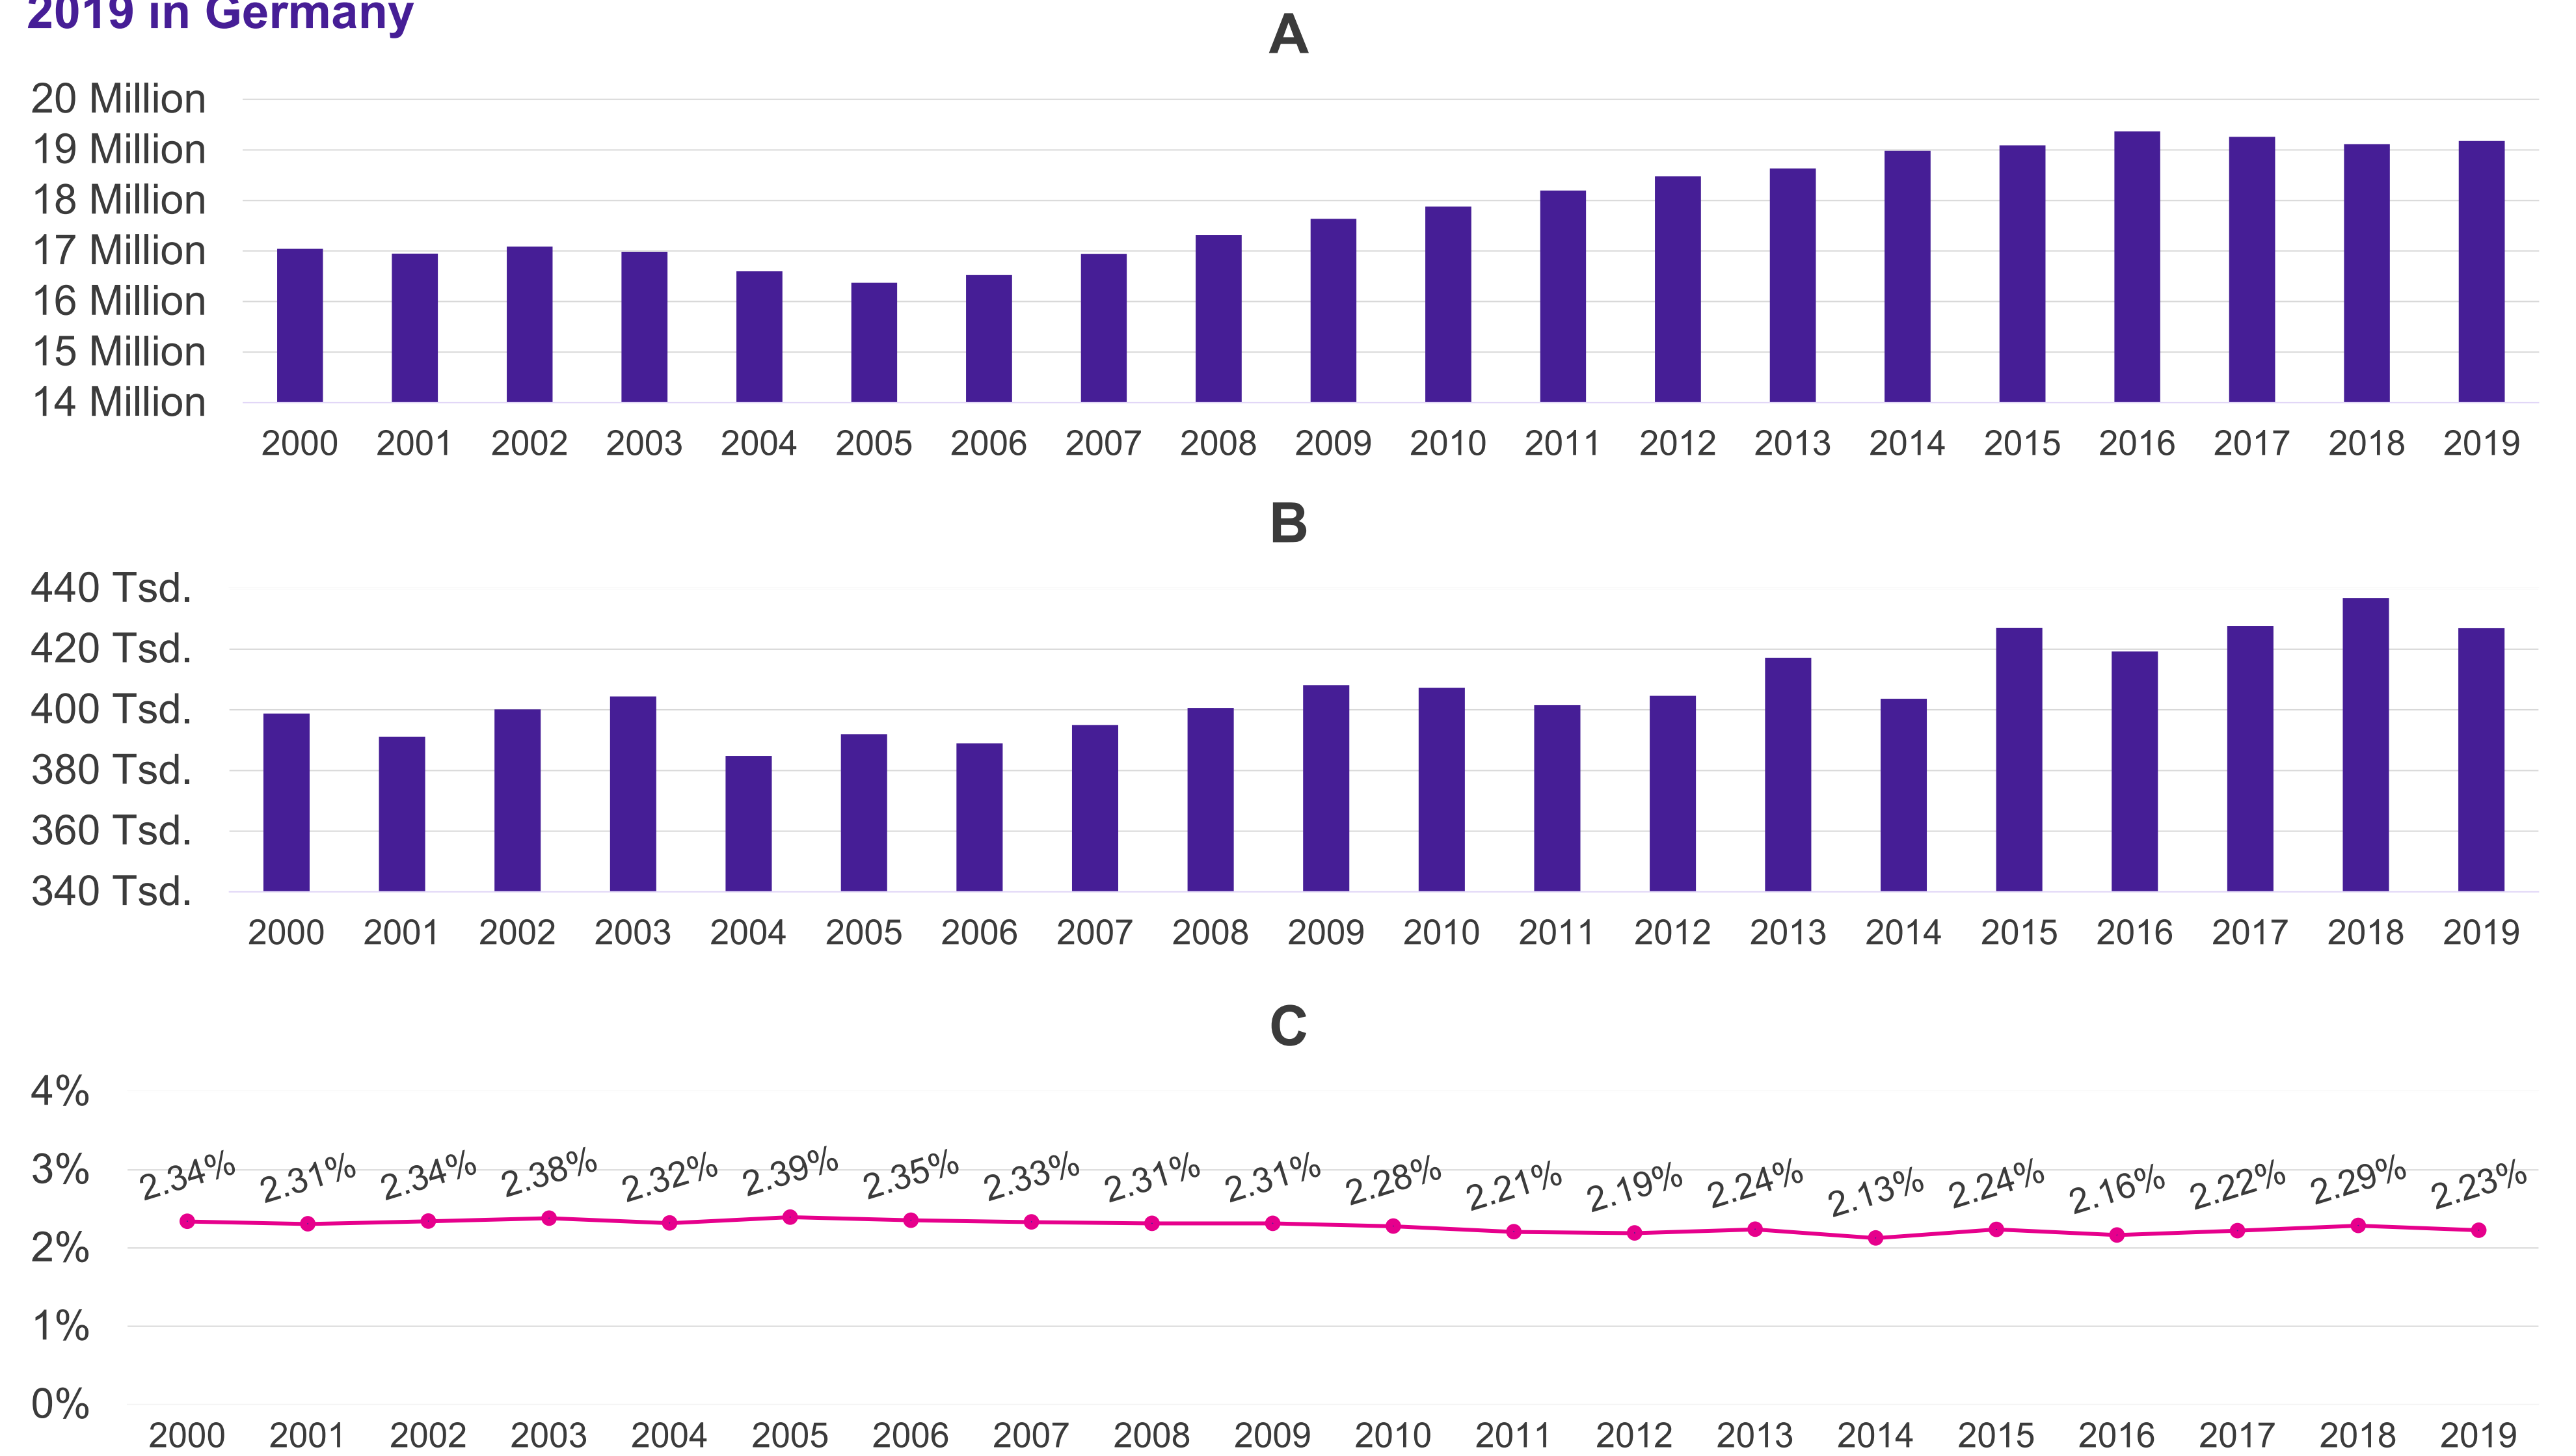 2019 in Germany
A
20 Million
19 Million
18 Million
17 Million
16 Million
15 Million
14 Million
2000 2001 2002 2003 2004 2005 2006 2007 2008 2009 2010 2011 2012 2013 2014 2015 2016 2017 2018 2019
B
440 Tsd.
420 Tsd.
400 Tsd.
380 Tsd.
360 Tsd.
340 Tsd.
2000 2001 2002 2003 2004 2005 2006 2007 2008 2009 2010 2011 2012 2013 2014 2015 2016 2017 2018 2019
C
4%
3%
2.34% 2.31% 2.34% 2.38% 2.32% 2.39% 2.35% 2.33% 2.31% 2.31% 2.28% 2.21% 2.19% 2.24% 2.13% 2.24% 2.16% 2.22% 2.29% 2.23%
2%
1%
0%
2000 2001 2002 2003 2004 2005 2006 2007 2008 2009 2010 2011 2012 2013 2014 2015 2016 2017 2018 2019